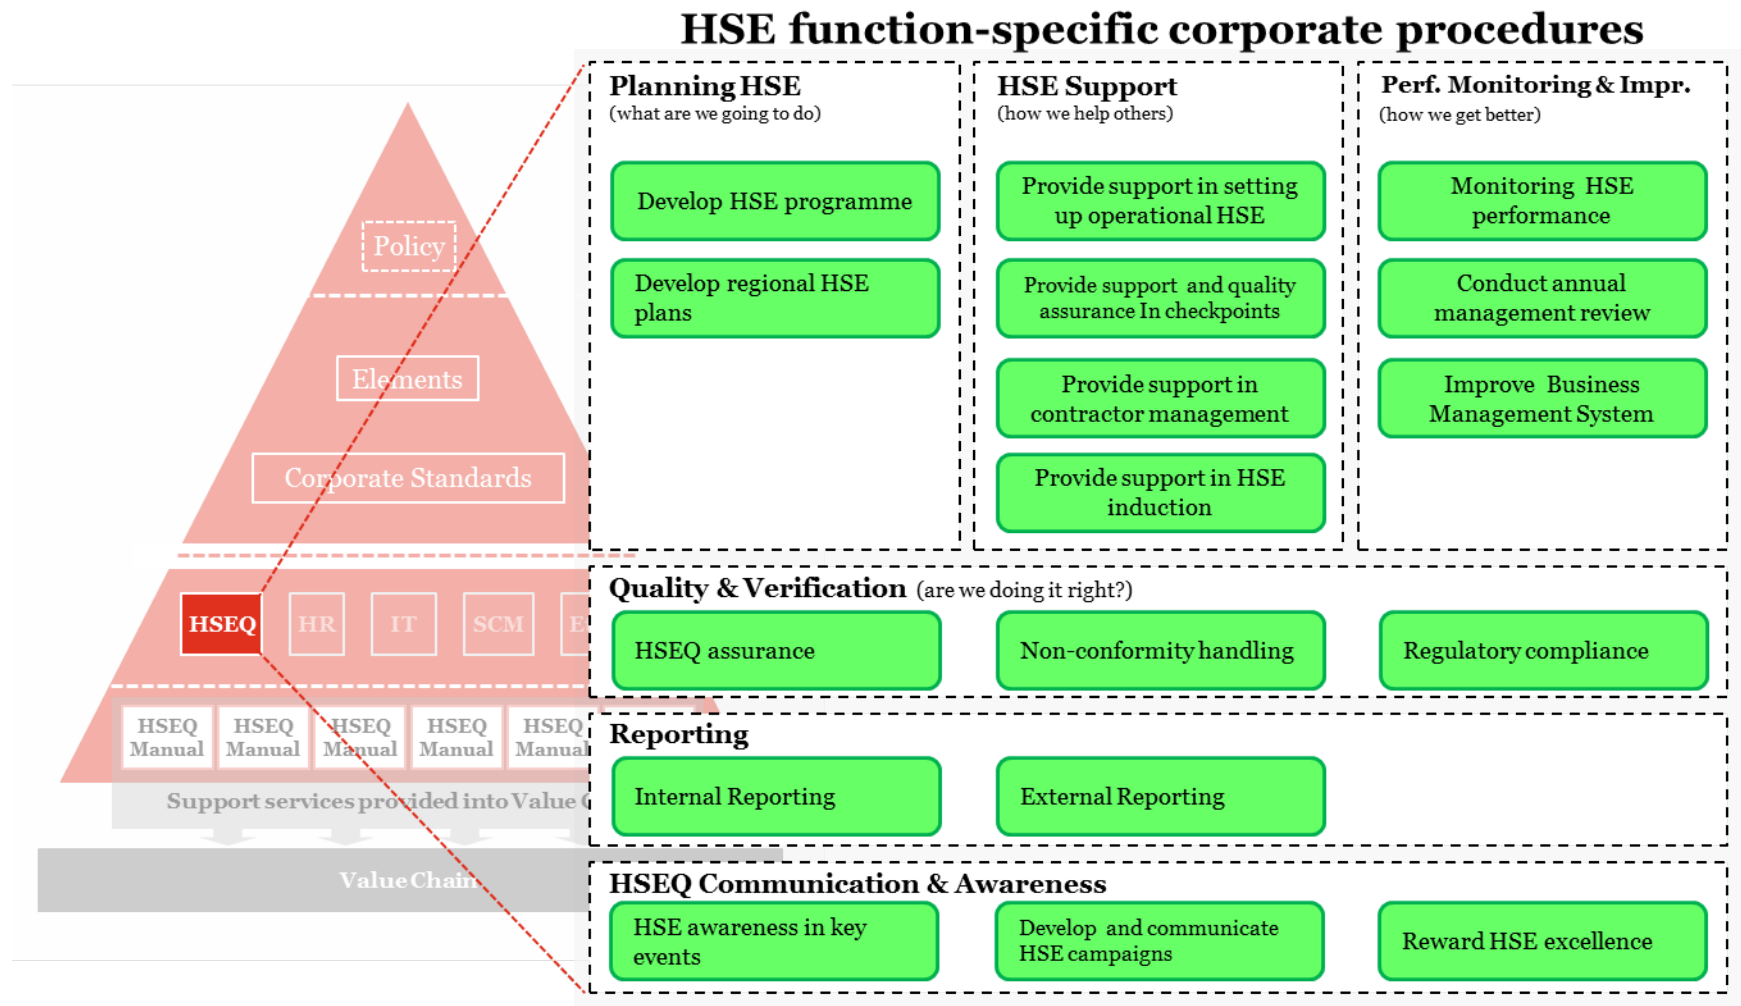 HSE function-specific corporate procedures
Policy
Elements
Corporate Standards
HSEQ
HR
IT
SCM
HSEQ
Manual
HSEQ
Manual
HSEQ
Manual
HSEQ
Manual
HSEQ
Manual
Support services provided into Value
Value Chain
Planning HSE
(what are we going to do)
Develop HSE programme
Develop regional HSE
plans
HSE Support
(how we help others)
Provide support in setting
up operational HSE
Provide support and quality
assurance In checkpoints
Provide support in
contractor management
Provide support in HSE
induction
Perf. Monitoring & Impr.
(how we get better)
Monitoring HSE
performance
Conduct annual
management review
Improve Business
Management System
Quality & Verification (are we doing it right?)
HSEQ assurance
Non-conformity handling
Regulatory compliance
Reporting
Internal Reporting
External Reporting
HSEQ Communication & Awareness
HSE awareness in key
events
Develop and communicate
HSE campaigns
Reward HSE excellence